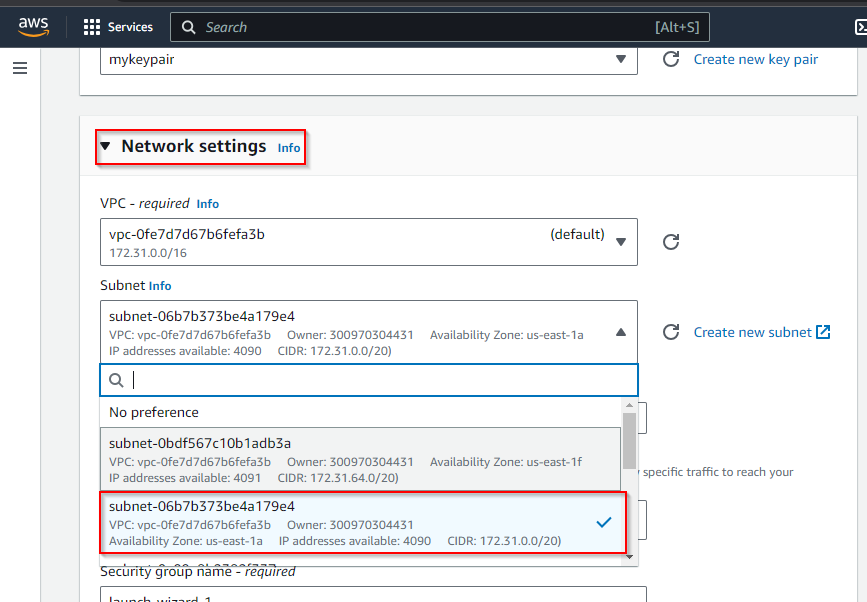 aws
Services
Search [Alt+S]
mykeypair
Create new key pair
Network settings Info
VPC - required Info
vpc-0fe7d7d67b6fefa3b (default)
172.31.0.0/16
Subnet Info
subnet-06b7b373be4a179e4
VPC: vpc-0fe7d7d67b6fefa3b Owner: 300970304431 Availability Zone: us-east-1a
IP addresses available: 4090 CIDR: 172.31.0.0/20)
Create new subnet
No preference
subnet-0bdf567c10b1adb3a
VPC: vpc-0fe7d7d67b6fefa3b Owner: 300970304431 Availability Zone: us-east-1f
IP addresses available: 4091 CIDR: 172.31.64.0/20)
specific traffic to reach your
subnet-06b7b373be4a179e4
VPC: vpc-0fe7d7d67b6fefa3b Owner: 300970304431
Availability Zone: us-east-1a IP addresses available: 4090 CIDR: 172.31.0.0/20)
Security group name - required
launch-wizard-1